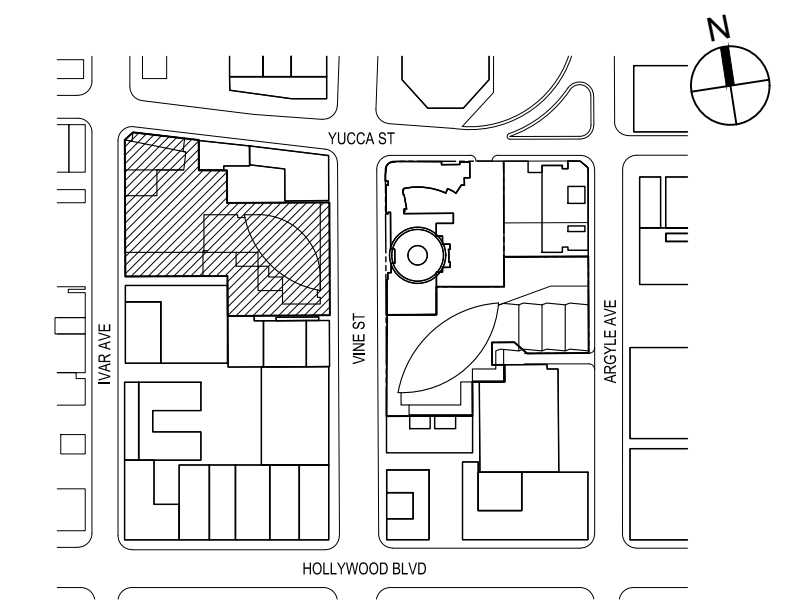 N
YUCCA ST
IVAR AVE
VINE ST
ARGYLE AVE
HOLLYWOOD BLVD